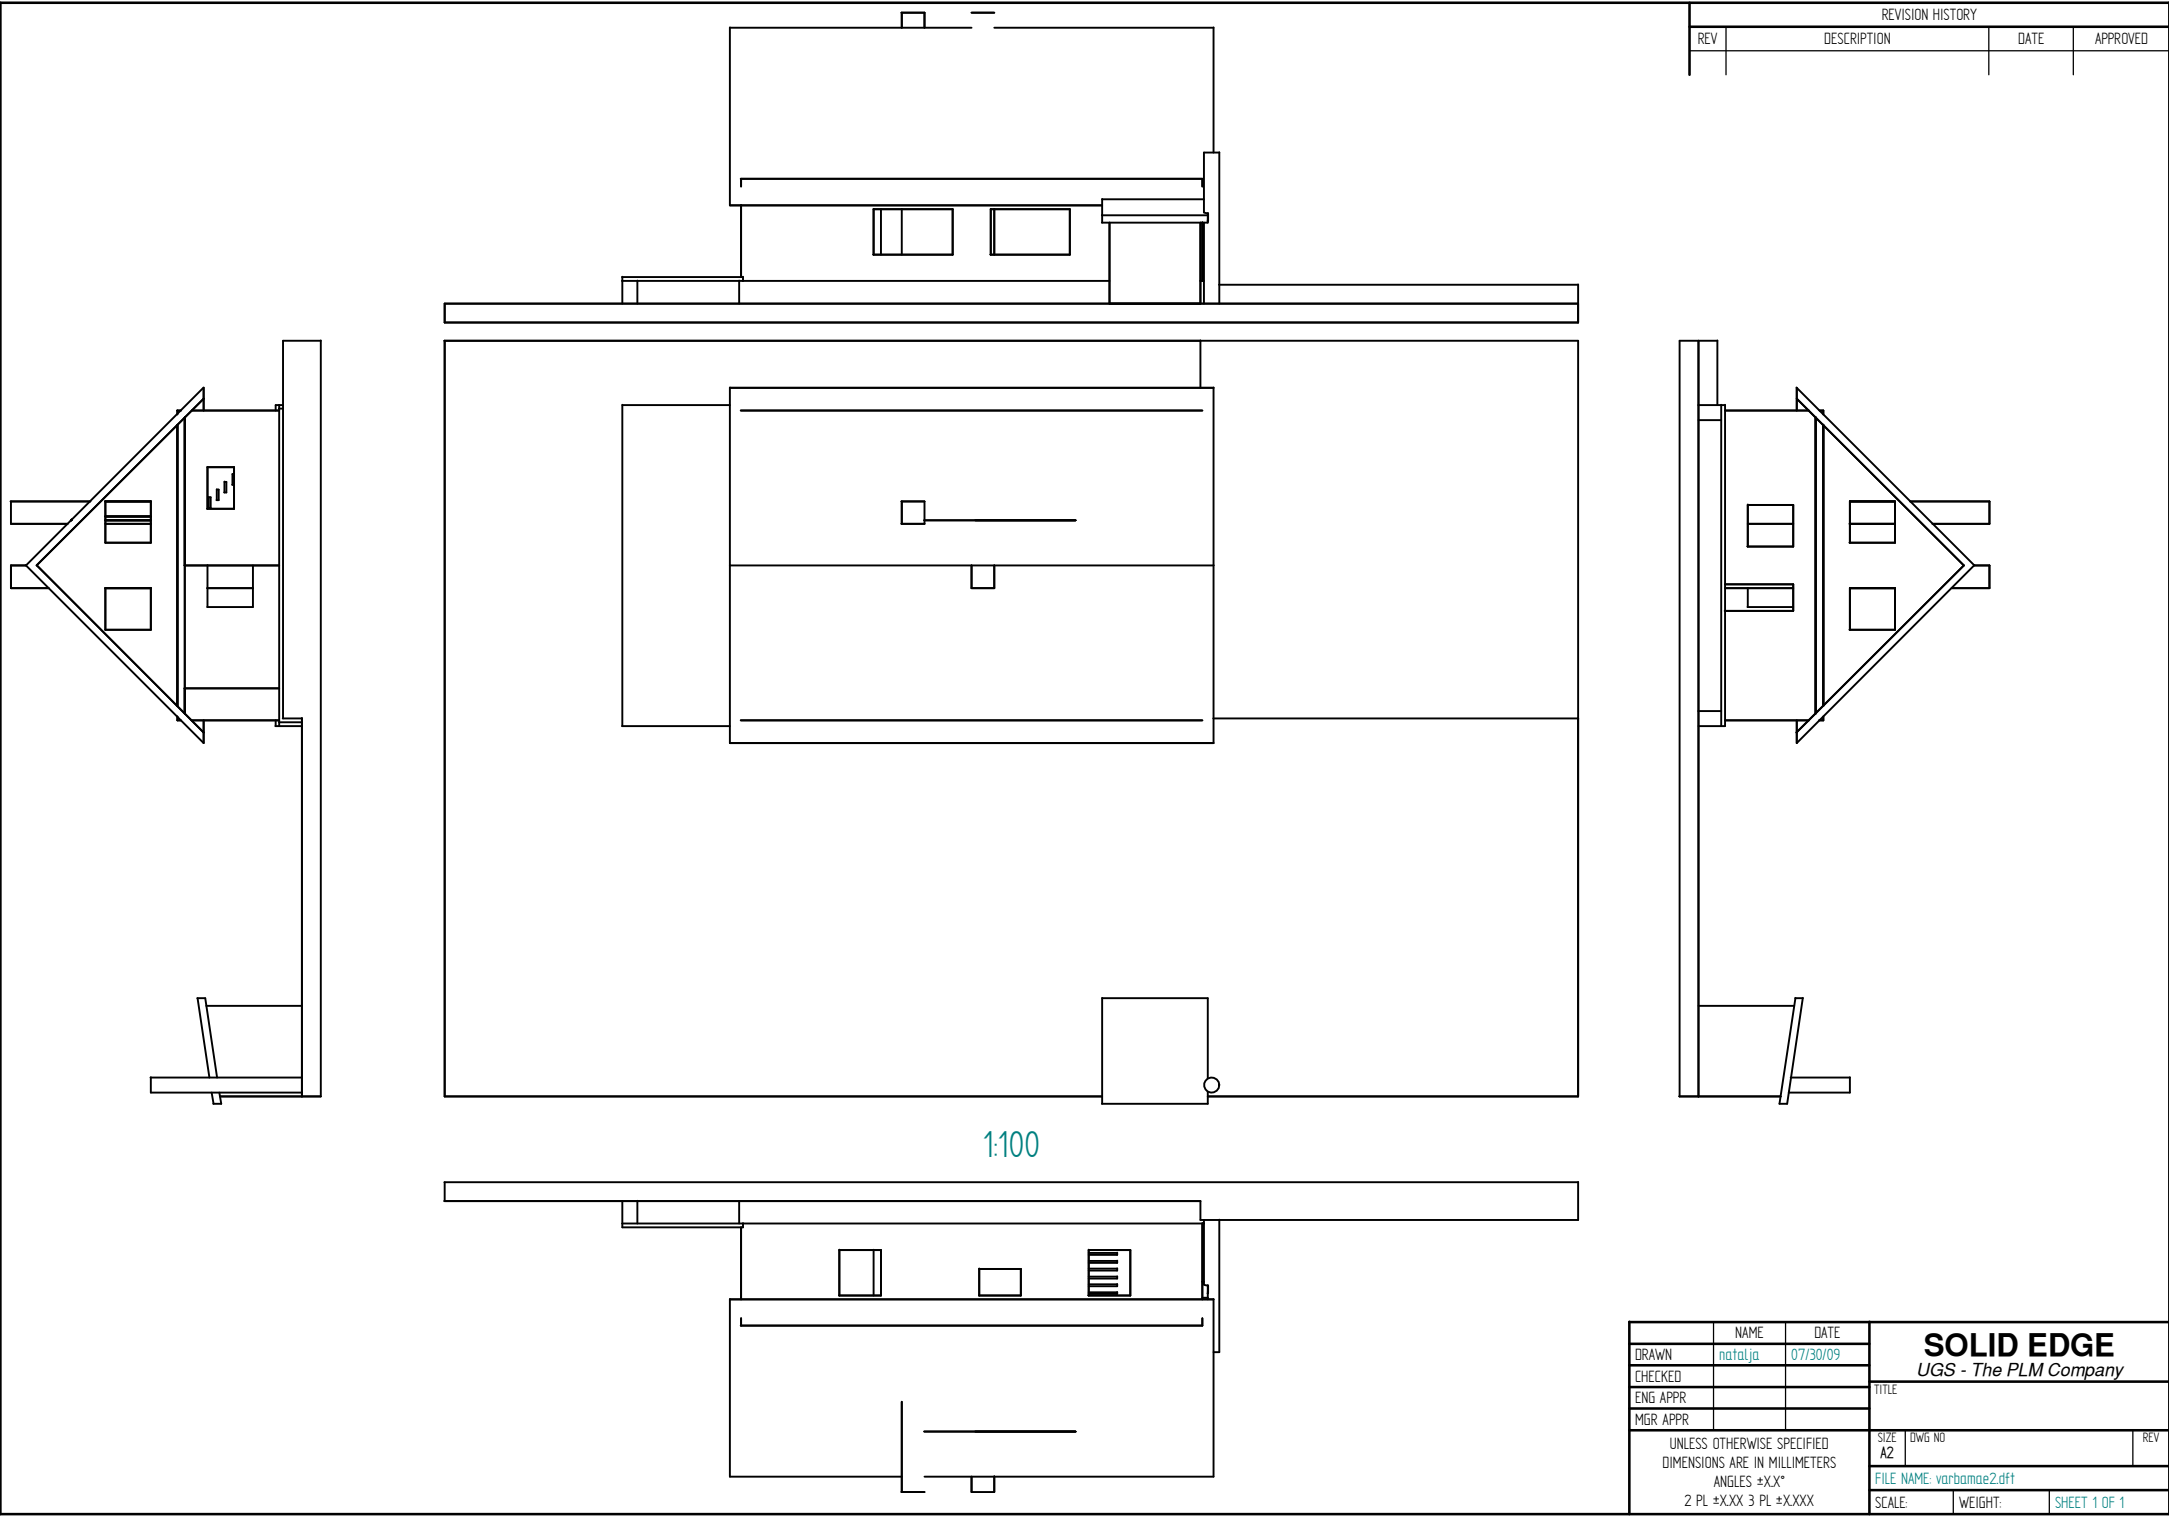 REVISION HISTORY
REV DESCRIPTION DATE APPROVED
1:100
NAME DATE
DRAWN natalja 07/30/09
CHECKED
ENG APPR
MGR APPR
UNLESS OTHERWISE SPECIFIED
DIMENSIONS ARE IN MILLIMETERS
ANGLES ±X.X°
2 PL ±X.XX 3 PL ±X.XXX
SOLID EDGE
UGS - The PLM Company
TITLE
SIZE DWG NO REV
A2
FILE NAME: varbamae2.dft
SCALE: WEIGHT: SHEET 1 OF 1